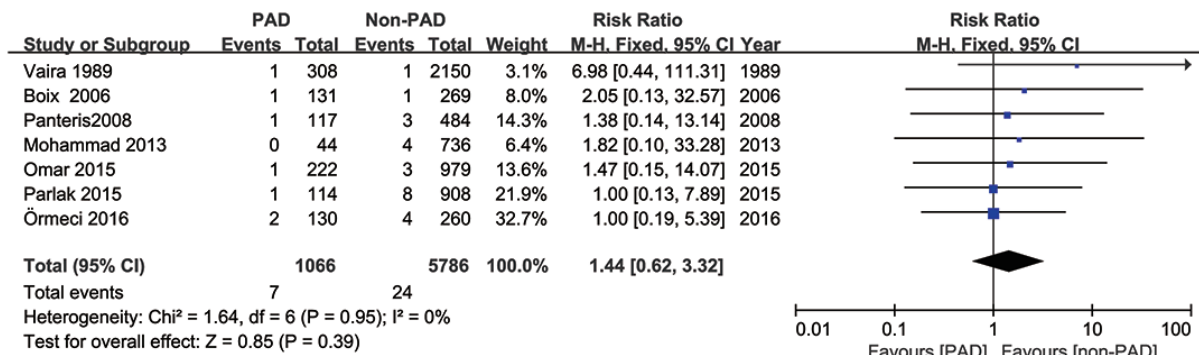 PAD Non-PAD Risk Ratio Risk Ratio
Study or Subgroup Events Total Events Total Weight M-H, Fixed, 95% CI Year M-H, Fixed, 95% CI
Vaira 1989 1 308 1 2150 3.1% 6.98 [0.44, 111.31] 1989
Boix 2006 1 131 1 269 8.0% 2.05 [0.13, 32.57] 2006
Panteris2008 1 117 3 484 14.3% 1.38 [0.14, 13.14] 2008
Mohammad 2013 0 44 4 736 6.4% 1.82 [0.10, 33.28] 2013
Omar 2015 1 222 3 979 13.6% 1.47 [0.15, 14.07] 2015
Parlak 2015 1 114 8 908 21.9% 1.00 [0.13, 7.89] 2015
Örmeci 2016 2 130 4 260 32.7% 1.00 [0.19, 5.39] 2016
Total (95% CI) 1066 5786 100.0% 1.44 [0.62, 3.32]
Total events 7 24
Heterogeneity: Chi² = 1.64, df = 6 (P = 0.95); I² = 0%
Test for overall effect: Z = 0.85 (P = 0.39)
0.01 0.1 1 10 100
Favours [PAD] Favours [non-PAD]